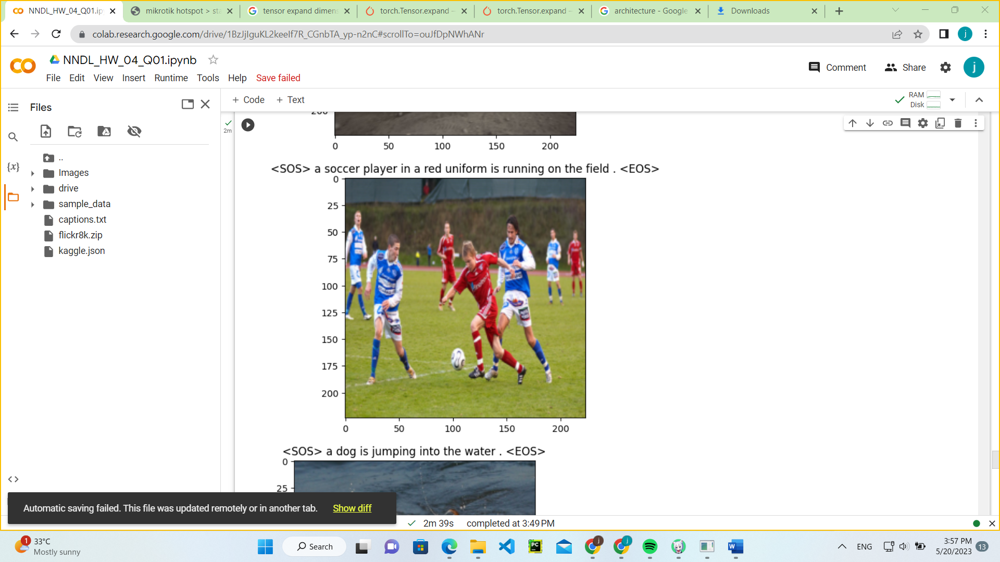 NNDL_HW_04_Q01.ip
mikrotik hotspot > sta
tensor expand dimens
torch.Tensor.expand
torch.Tensor.expand
architecture - Google
Downloads
colab.research.google.com/drive/1BzJjIguKL2keeIf7R_CGnbTA_yp-n2nC#scrollTo=ouJfDpNWhANr
j
NNDL_HW_04_Q01.ipynb
Comment
Share
j
File Edit View Insert Runtime Tools Help Save failed
Files
+ Code + Text
RAM
Disk
{x}
..
Images
drive
sample_data
captions.txt
flickr8k.zip
kaggle.json
2m
200
0 50 100 150 200
<SOS> a soccer player in a red uniform is running on the field . <EOS>
0
25
50
75
100
125
150
175
200
0 50 100 150 200
<SOS> a dog is jumping into the water . <EOS>
0
25
Automatic saving failed. This file was updated remotely or in another tab. Show diff
2m 39s completed at 3:49 PM
1
33°C
Mostly sunny
Search
PC
j
j
W
ENG
3:57 PM
5/20/2023
13